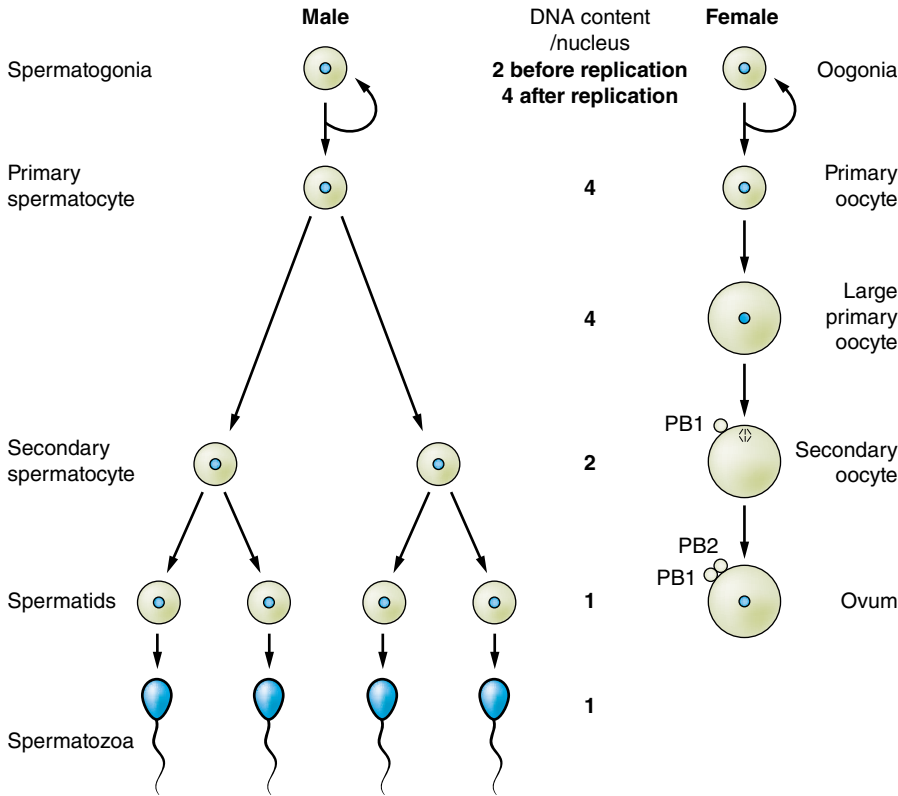 Male
DNA content
/nucleus
Female
Spermatogonia
2 before replication
4 after replication
Oogonia
Primary
spermatocyte
4
Primary
oocyte
4
Large
primary
oocyte
PB1
Secondary
spermatocyte
2
Secondary
oocyte
PB2
PB1
Spermatids
1
Ovum
1
Spermatozoa